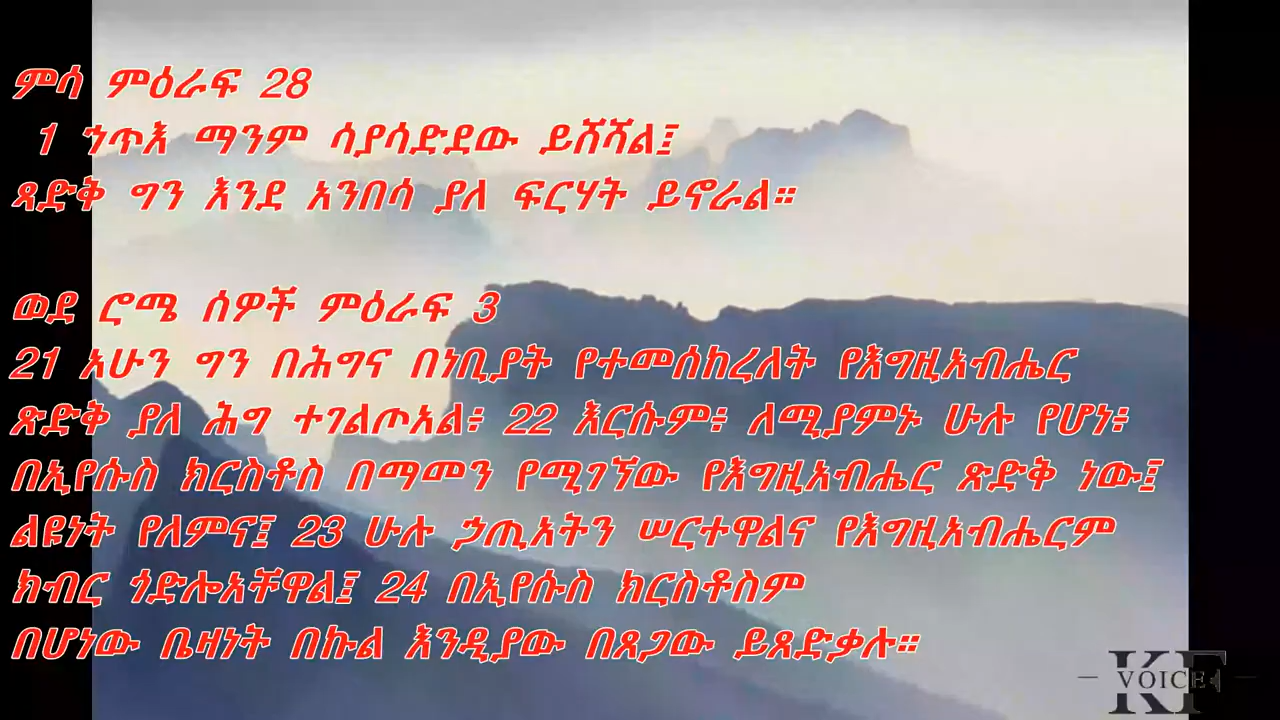 ምሳ ምዕራፍ 28
1 ኀጥእ ማንም ሳያሳድደው ይሸሻል፤
ጻድቅ ግን እንደ አንበሳ ያለ ፍርሃት ይኖራል።
ወደ ሮሜ ሰዎች ምዕራፍ 3
21 አሁን ግን በሕግና በነቢያት የተመሰከረለት የእግዚአብሔር
ጽድቅ ያለ ሕግ ተገልጦአል፥ 22 እርሱም፥ ለሚያምኑ ሁሉ የሆነ፥
በኢየሱስ ክርስቶስ በማመን የሚገኘው የእግዚአብሔር ጽድቅ ነው፤
ልዩነት የለምና፤ 23 ሁሉ ኃጢአትን ሠርተዋልና የእግዚአብሔርም
ክብር ጎድሎአቸዋል፤ 24 በኢየሱስ ክርስቶስም
በሆነው ቤዛነት በኩል እንዲያው በጸጋው ይጸድቃሉ።
KF
VOICE